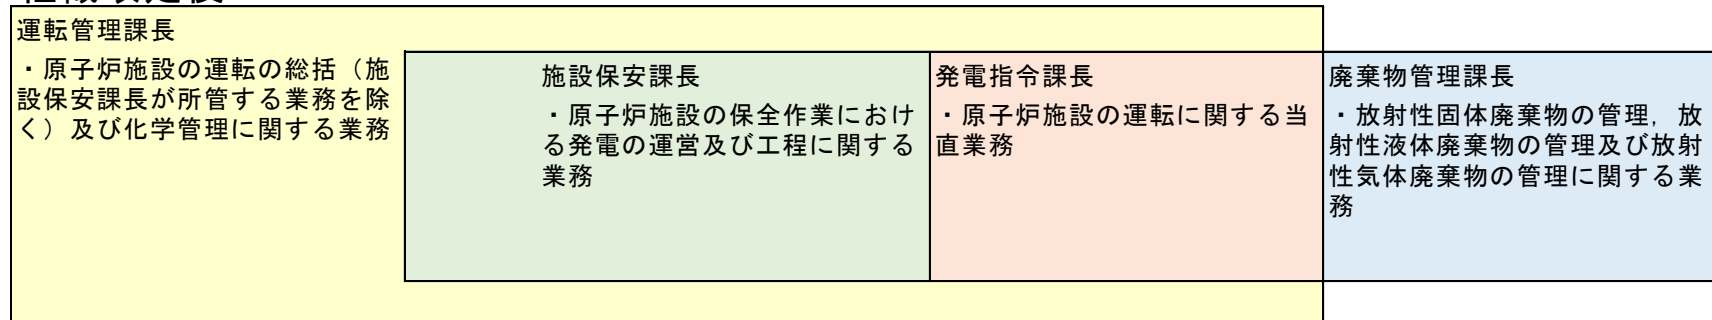 運転管理課長
・原子炉施設の運転の総括（施
設保安課長が所管する業務を除
く）及び化学管理に関する業務
施設保安課長
・原子炉施設の保全作業におけ
る発電の運営及び工程に関する
業務
発電指令課長
・原子炉施設の運転に関する当
直業務
廃棄物管理課長
・放射性固体廃棄物の管理，放
射性液体廃棄物の管理及び放射
性気体廃棄物の管理に関する業
務